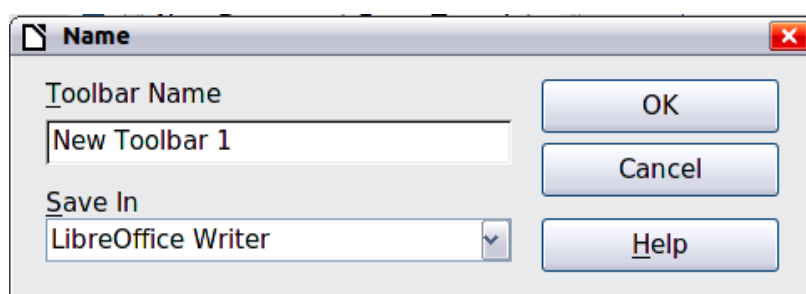 Name
Toolbar Name
New Toolbar 1
Save In
LibreOffice Writer
OK
Cancel
Help